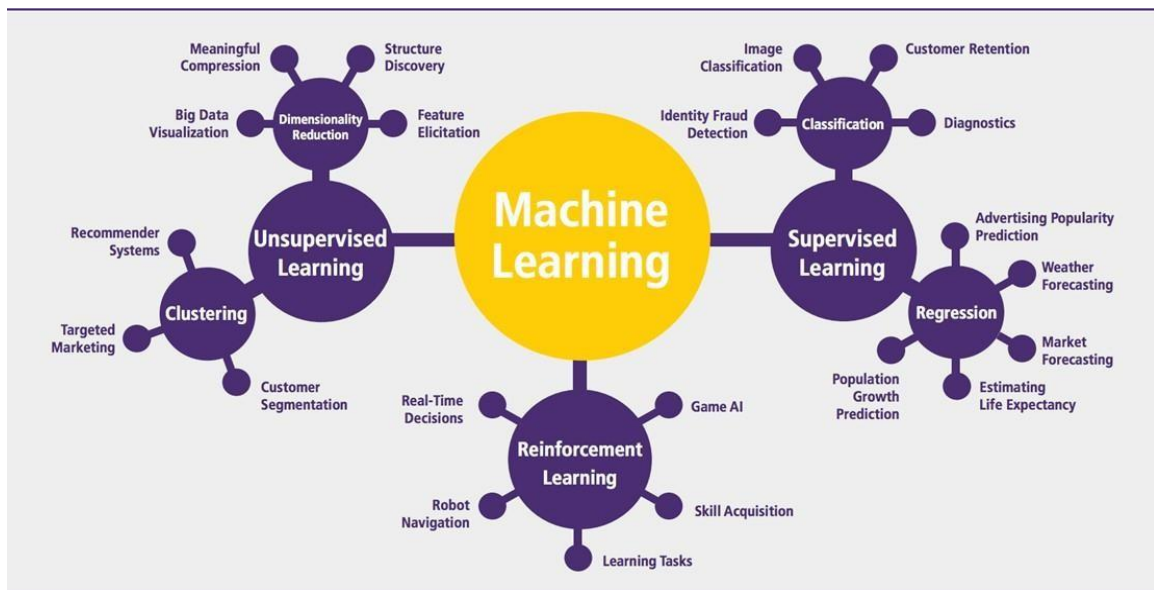 Machine
Learning
Unsupervised
Learning
Dimensionality
Reduction
Meaningful
Compression
Structure
Discovery
Big Data
Visualization
Feature
Elicitation
Clustering
Recommender
Systems
Targeted
Marketing
Customer
Segmentation
Supervised
Learning
Classification
Image
Classification
Customer Retention
Identity Fraud
Detection
Diagnostics
Regression
Advertising Popularity
Prediction
Weather
Forecasting
Market
Forecasting
Population
Growth
Prediction
Estimating
Life Expectancy
Reinforcement
Learning
Real-Time
Decisions
Game AI
Robot
Navigation
Skill Acquisition
Learning Tasks